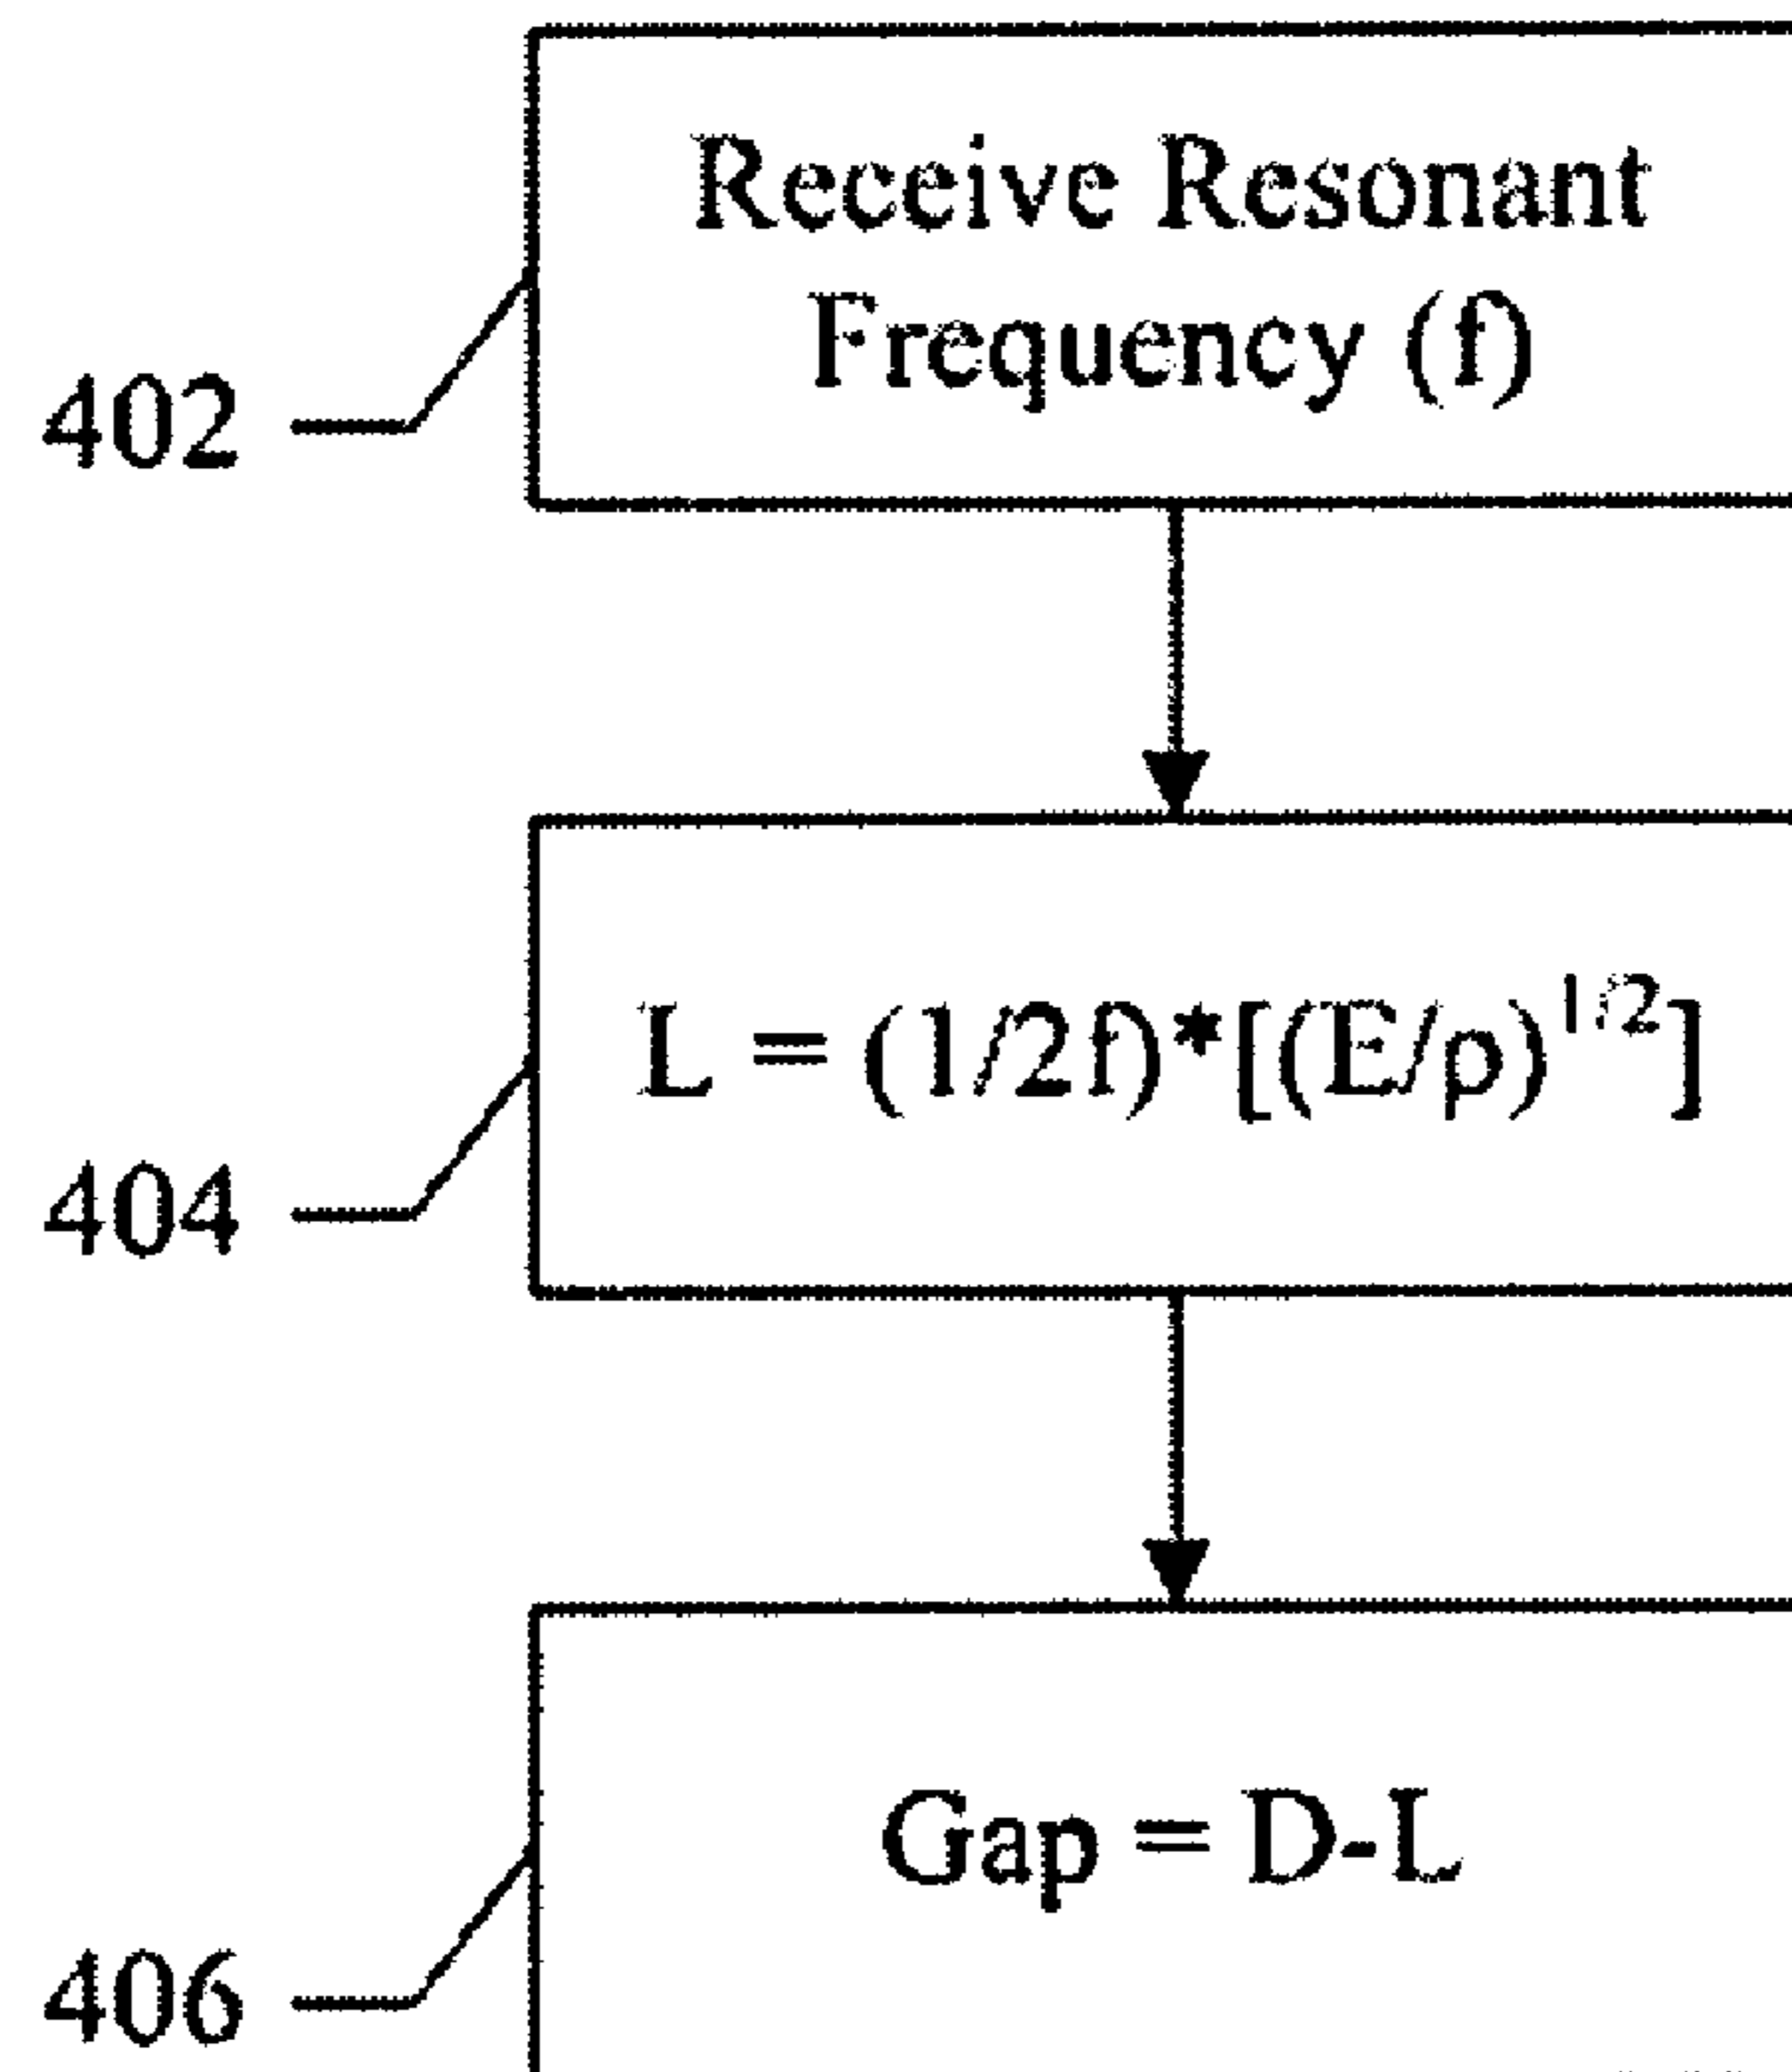 Receive Resonant
Frequency (f)
402
L = (1/2f)*[(E/ρ)^1/2]
404
Gap = D-L
406